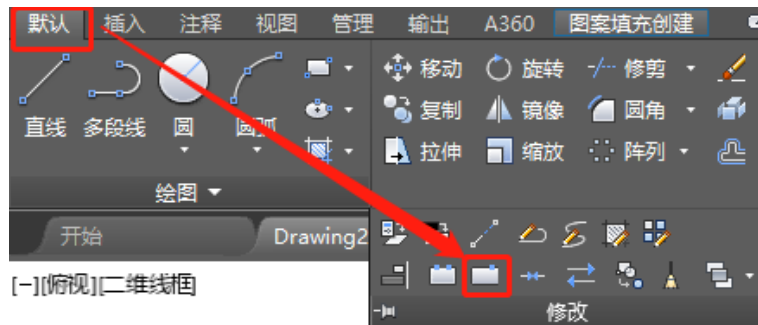 默认 插入 注释 视图 管理 输出 A360 图案填充创建
移动 旋转 修剪
复制 镜像 圆角
直线 多段线 圆 圆弧
拉伸 缩放 阵列
绘图
开始 Drawing2
[−][俯视][二维线框]
修改